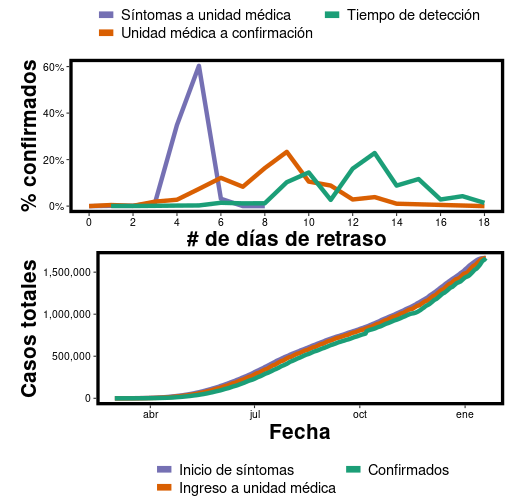 Síntomas a unidad médica
Tiempo de detección
Unidad médica a confirmación
% confirmados
60%
40%
20%
0%
0 2 4 6 8 10 12 14 16 18
# de días de retraso
Casos totales
1,500,000
1,000,000
500,000
0
abr jul oct ene
Fecha
Inicio de síntomas
Confirmados
Ingreso a unidad médica